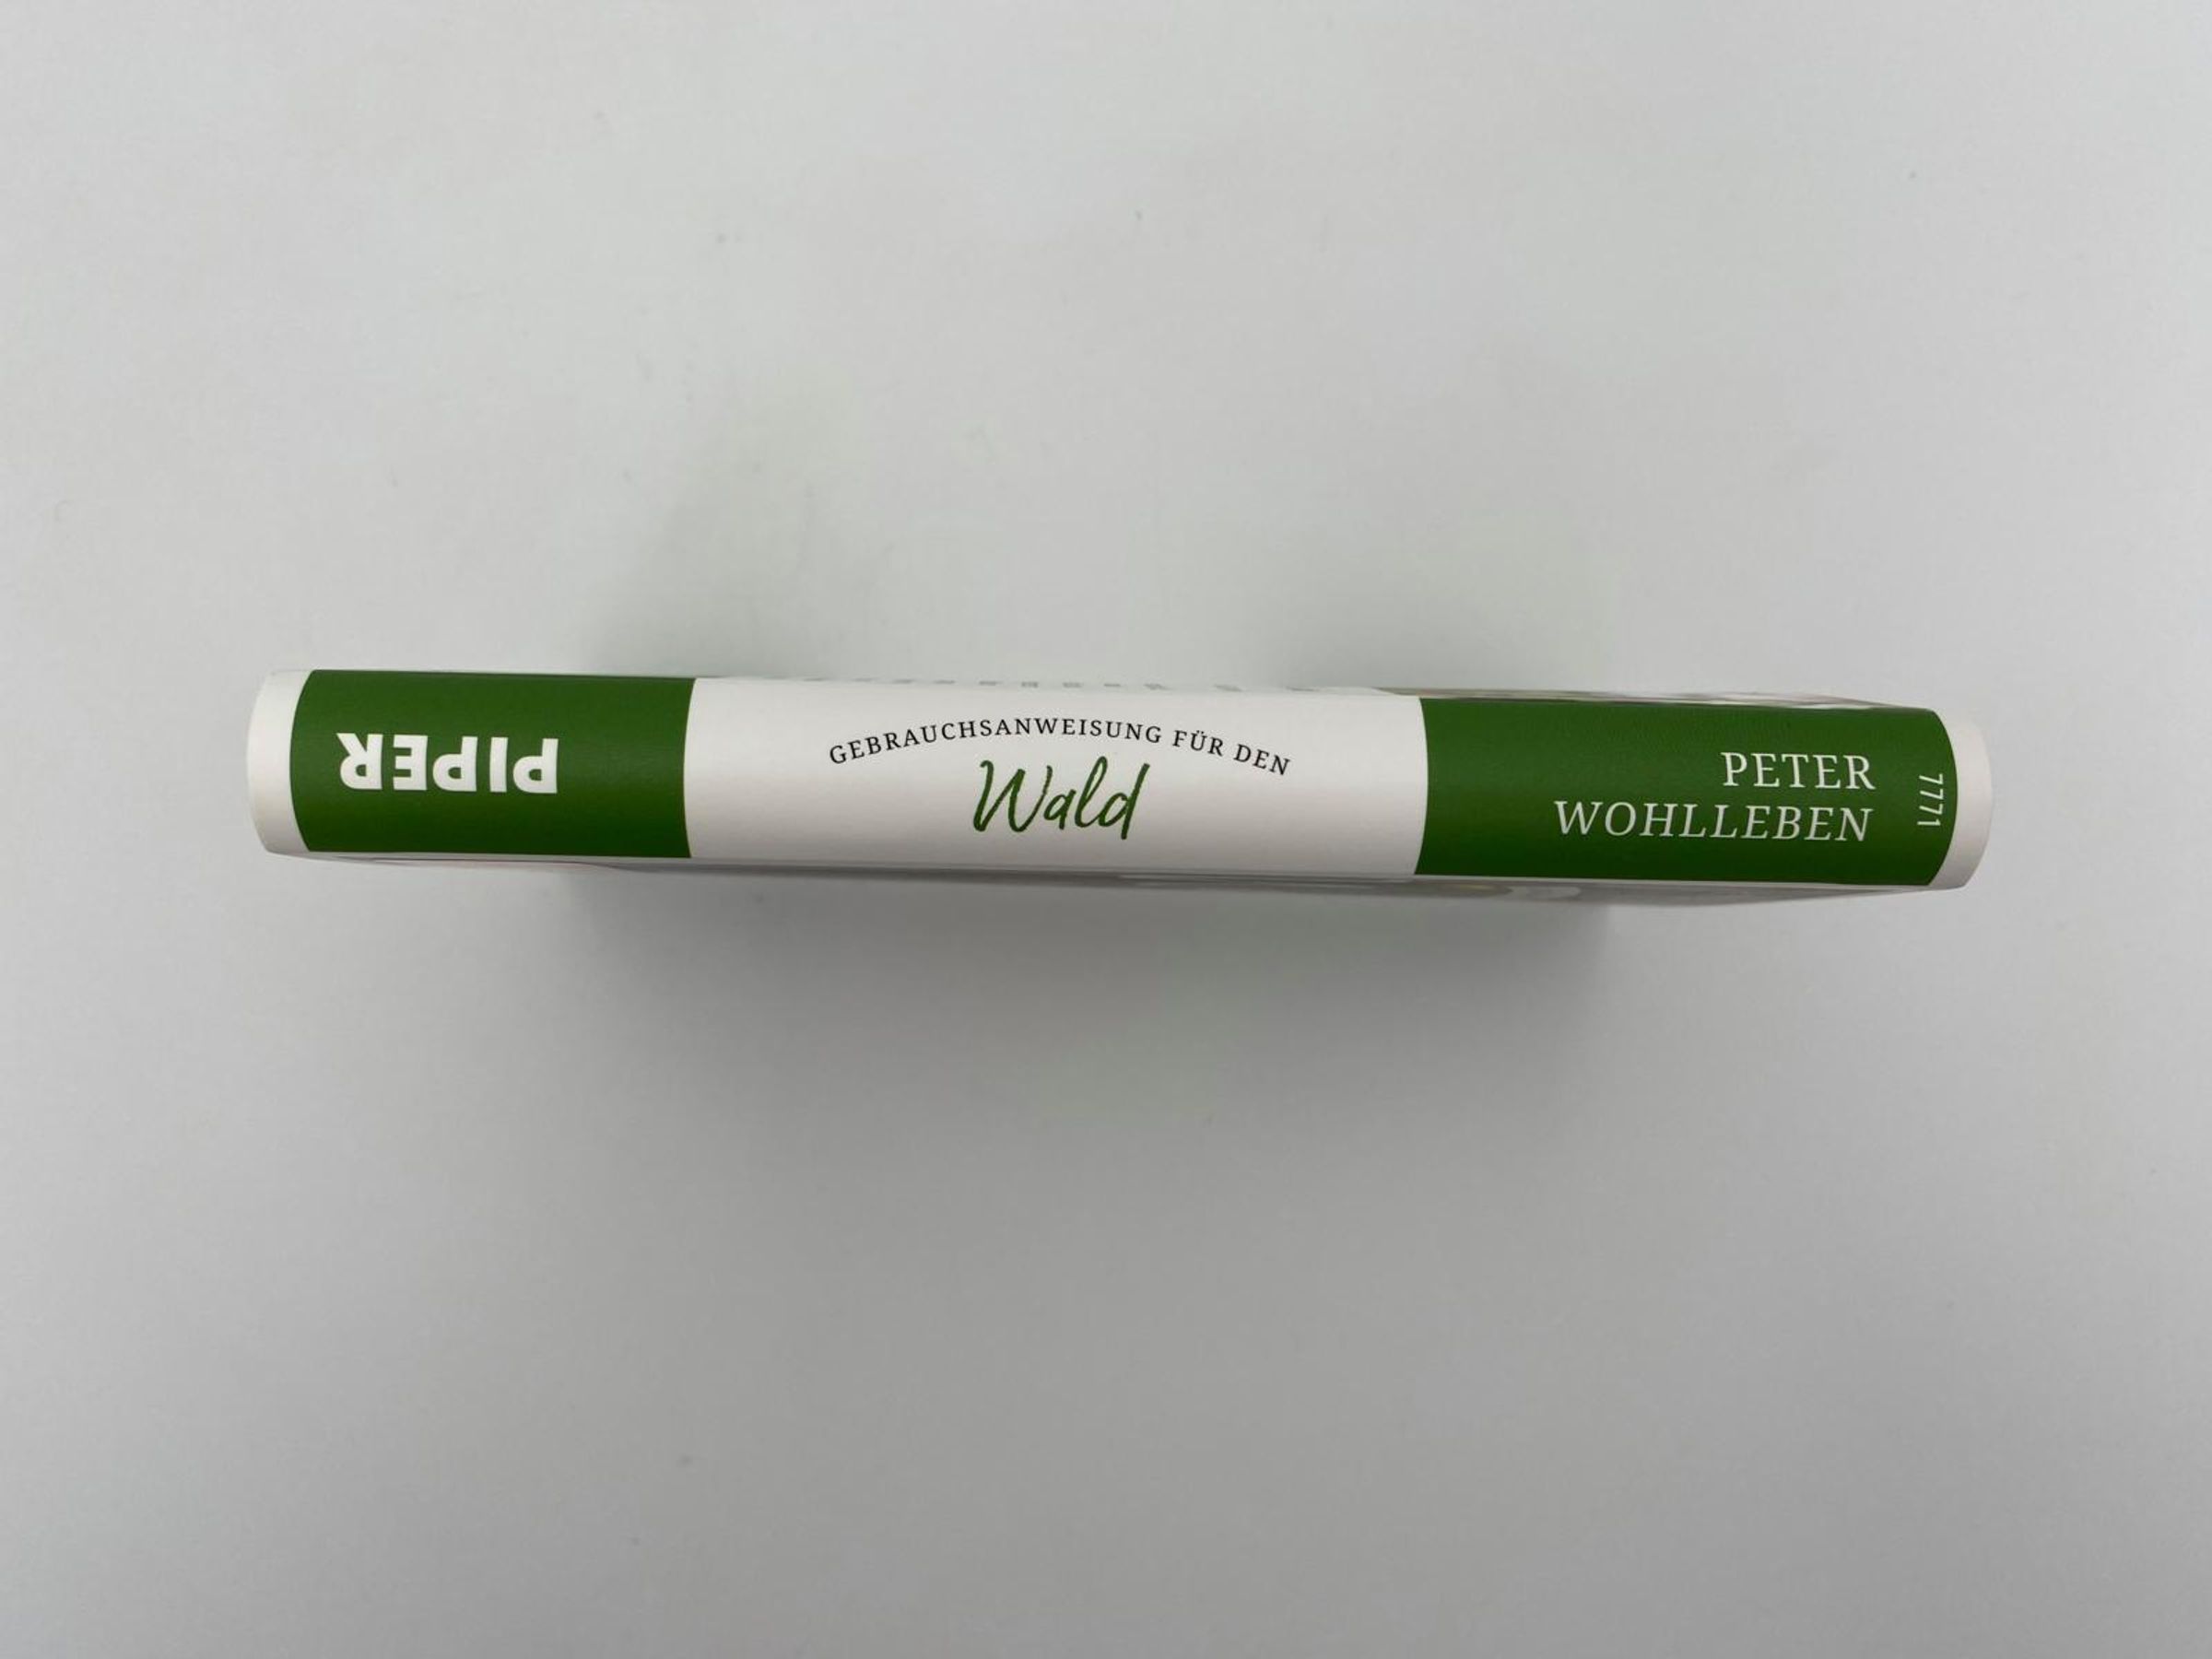 PIPER
GEBRAUCHSANWEISUNG FÜR DEN
Wald
PETER
WOHLLEBEN
7771